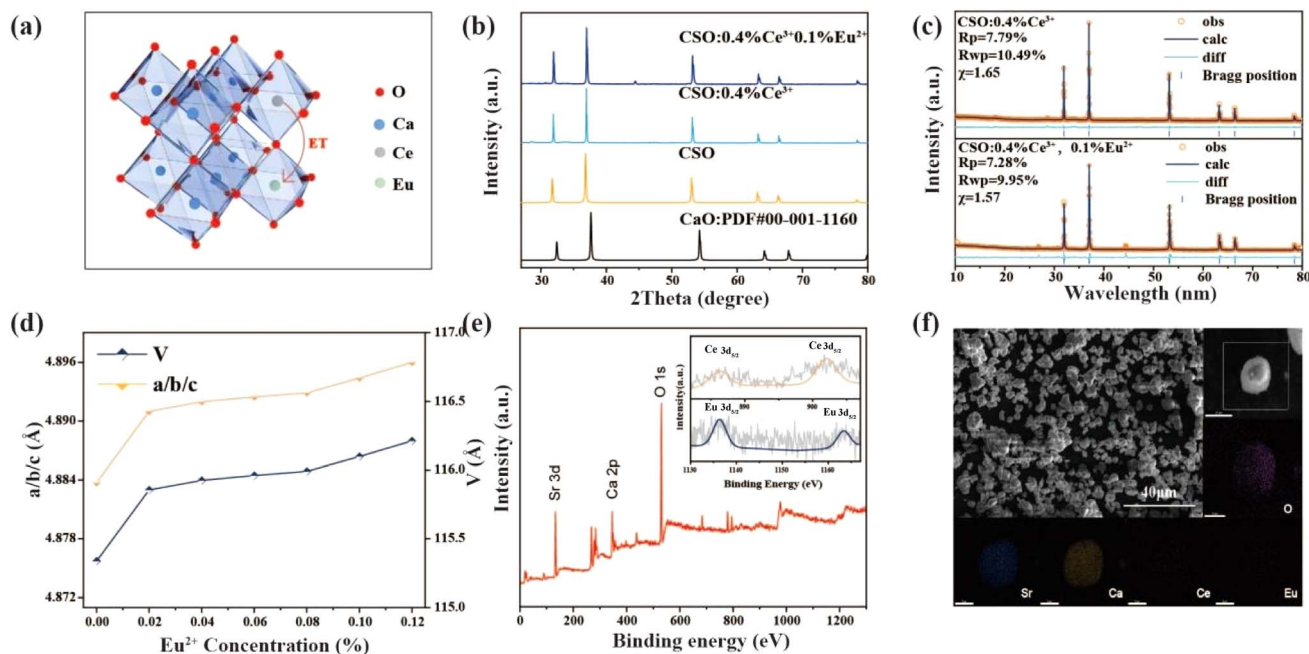 (a)
O
Ca
Ce
Eu
ET
(b)
Intensity (a.u.)
CSO:0.4%Ce³⁺0.1%Eu²⁺
CSO:0.4%Ce³⁺
CSO
CaO:PDF#00-001-1160
30 40 50 60 70 80
2Theta (degree)
(c)
Intensity (a.u.)
CSO:0.4%Ce³⁺
Rp=7.79%
Rwp=10.49%
χ=1.65
obs
calc
diff
Bragg position
CSO:0.4%Ce³⁺, 0.1%Eu²⁺
Rp=7.28%
Rwp=9.95%
χ=1.57
obs
calc
diff
Bragg position
10 20 30 40 50 60 70 80
Wavelength (nm)
(d)
a/b/c (Å)
4.896
4.890
4.884
4.878
4.872
V
a/b/c
117.0
116.5
116.0
115.5
115.0
V (Å)
0.00 0.02 0.04 0.06 0.08 0.10 0.12
Eu²⁺ Concentration (%)
(e)
Intensity (a.u.)
Sr 3d
Ca 2p
O 1s
Intensity(a.u.)
Ce 3d₅/₂
Ce 3d₅/₂
890 900
Eu 3d₅/₂
Eu 3d₅/₂
1130 1140 1150 1160
Binding Energy (eV)
0 200 400 600 800 1000 1200
Binding energy (eV)
(f)
40μm
O
Sr
Ca
Ce
Eu